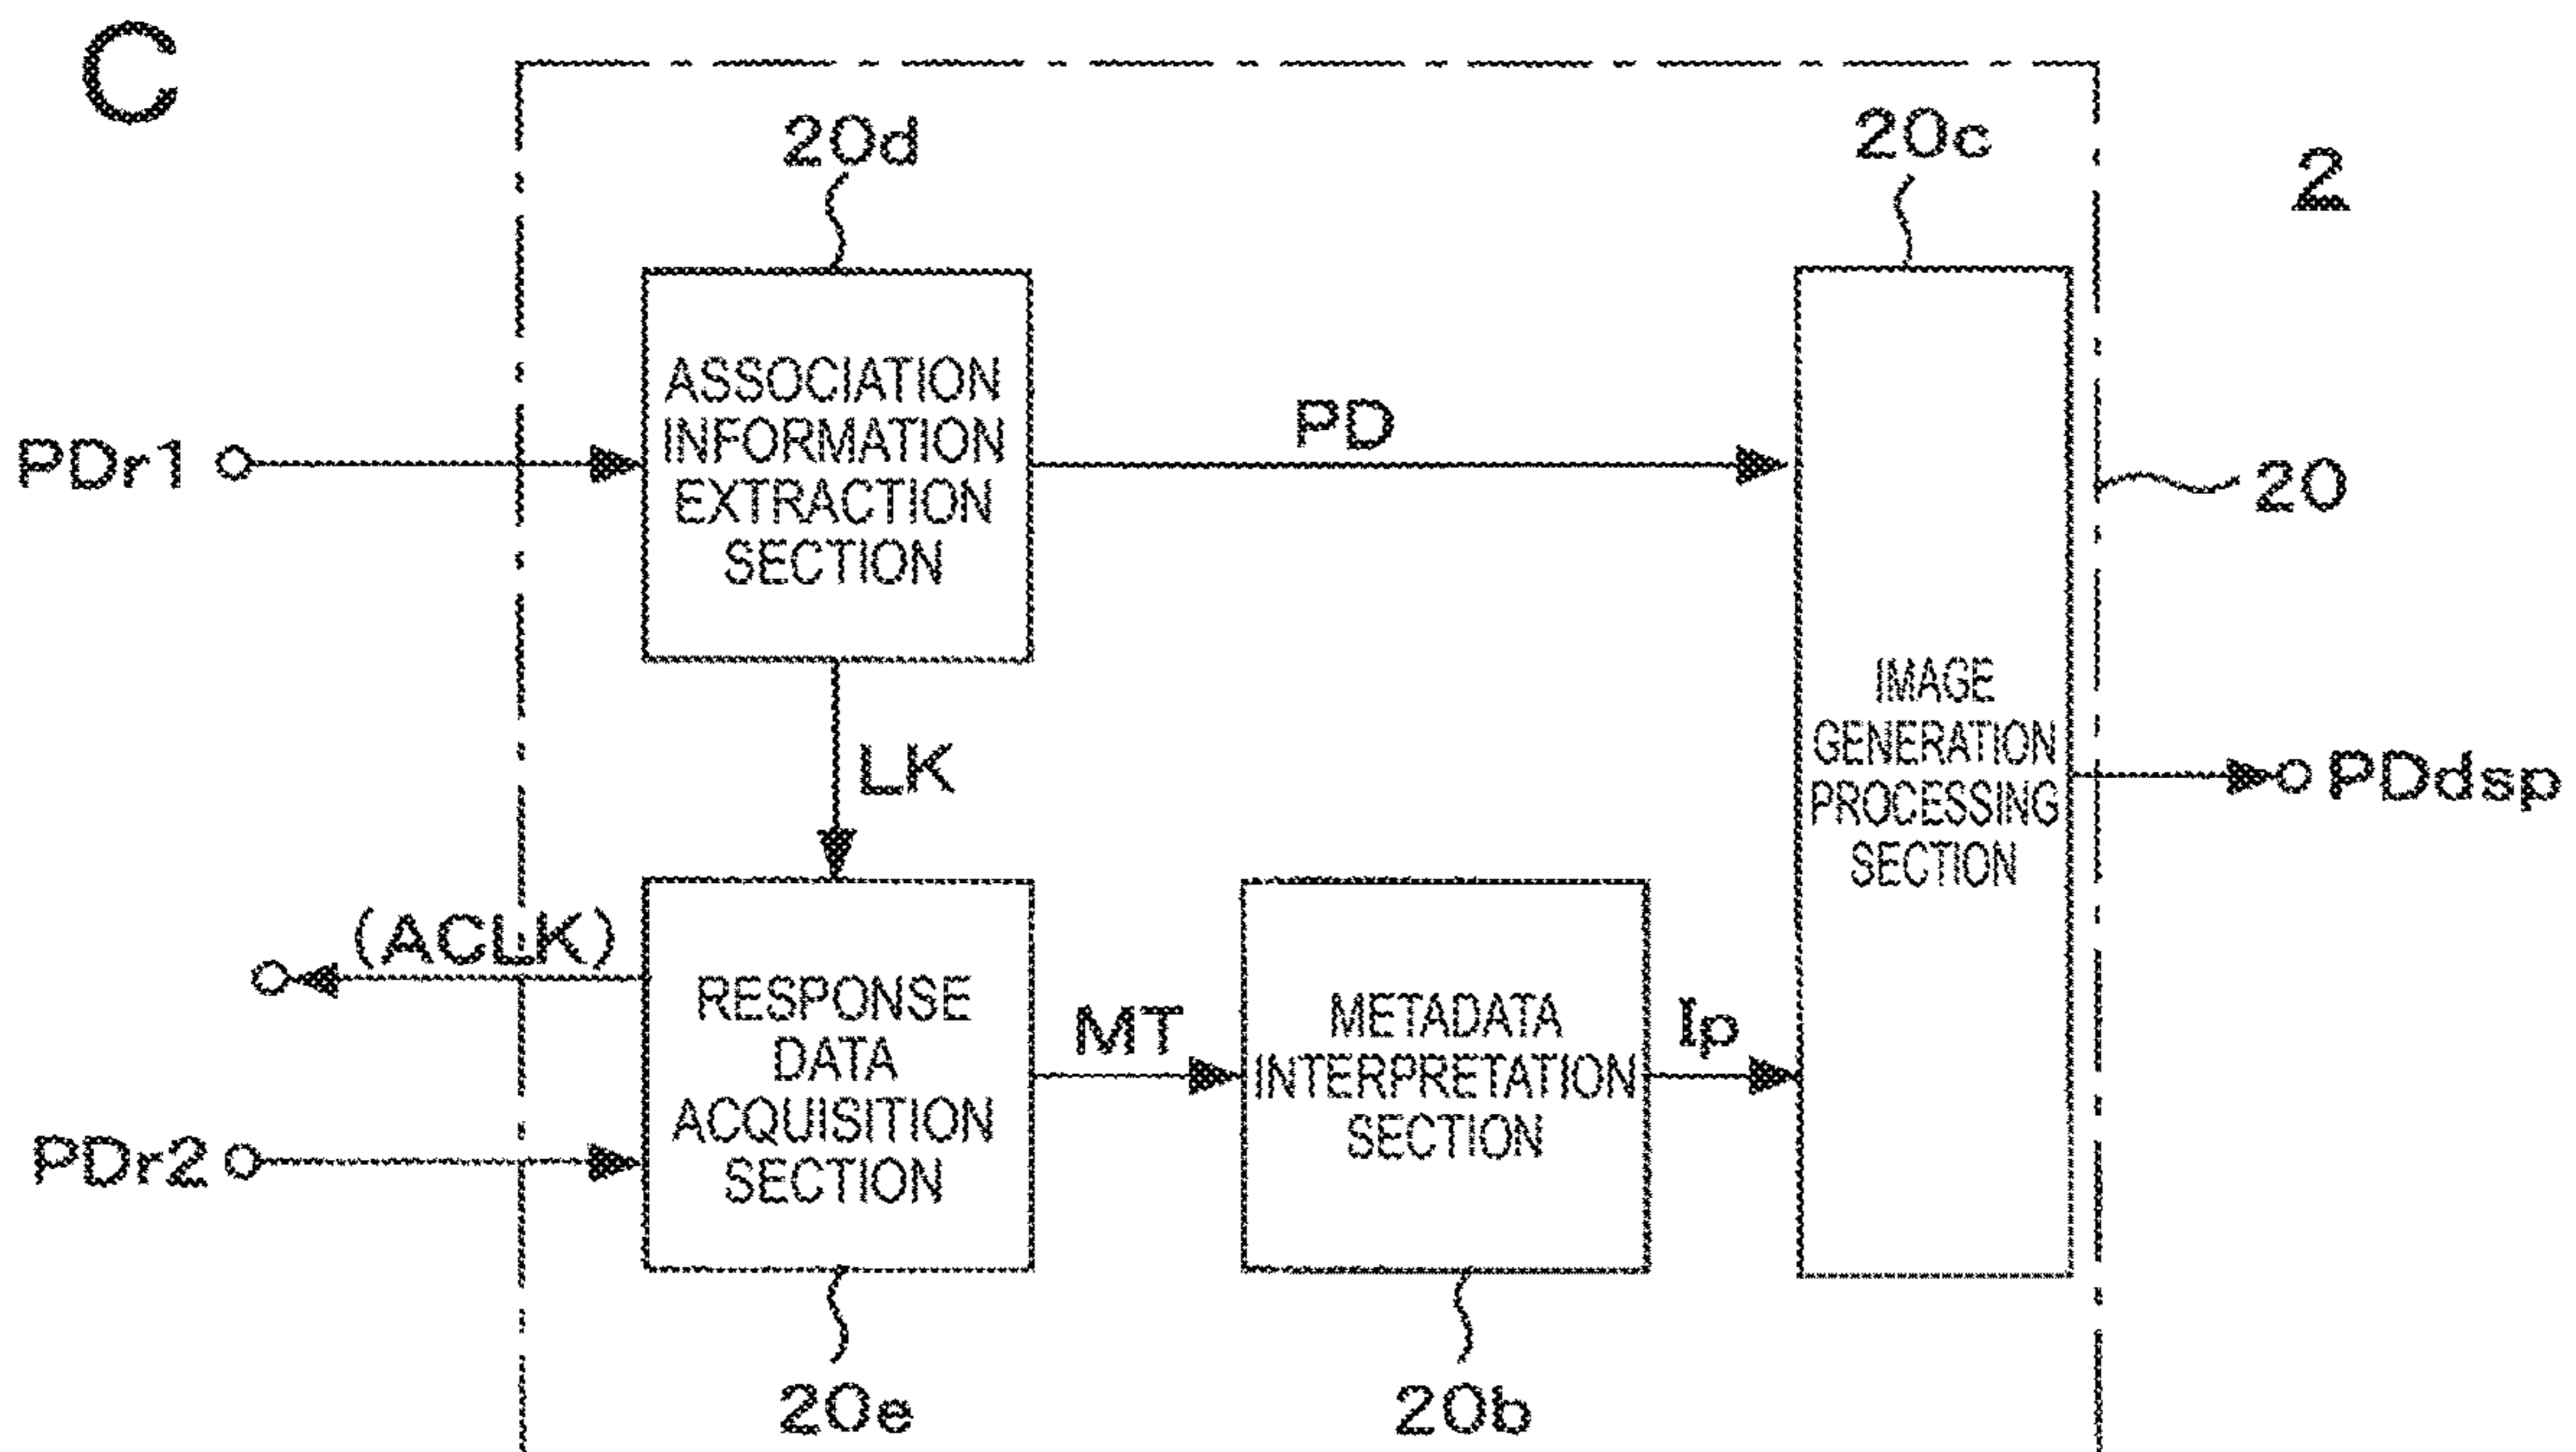 C
20d
20c
2
ASSOCIATION
INFORMATION
EXTRACTION
SECTION
PDr1
PD
20
IMAGE
GENERATION
PROCESSING
SECTION
PDdsp
LK
(ACLK)
RESPONSE
DATA
ACQUISITION
SECTION
MT
METADATA
INTERPRETATION
SECTION
Ip
PDr2
20e
20b